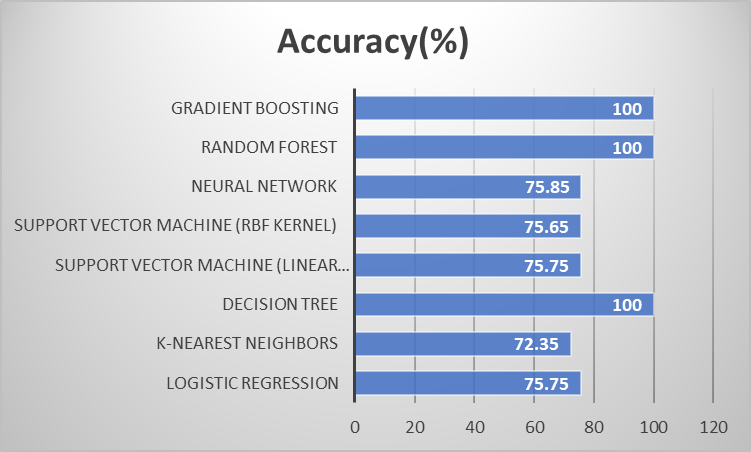 Accuracy(%)
GRADIENT BOOSTING 100
RANDOM FOREST 100
NEURAL NETWORK 75.85
SUPPORT VECTOR MACHINE (RBF KERNEL) 75.65
SUPPORT VECTOR MACHINE (LINEAR... 75.75
DECISION TREE 100
K-NEAREST NEIGHBORS 72.35
LOGISTIC REGRESSION 75.75
0 20 40 60 80 100 120